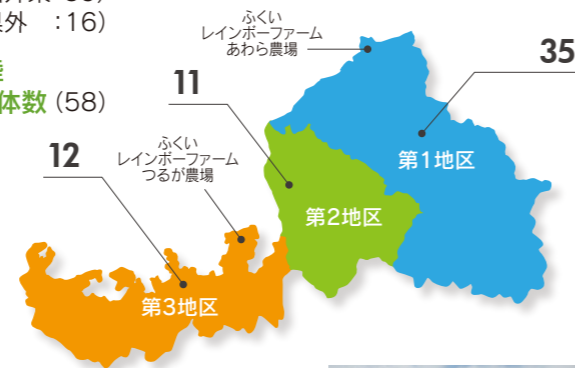 :16)
体数 (58)
ふくい
レインボーファーム
あわら農場
35
11
第1地区
12
ふくい
レインボーファーム
つるが農場
第2地区
第3地区